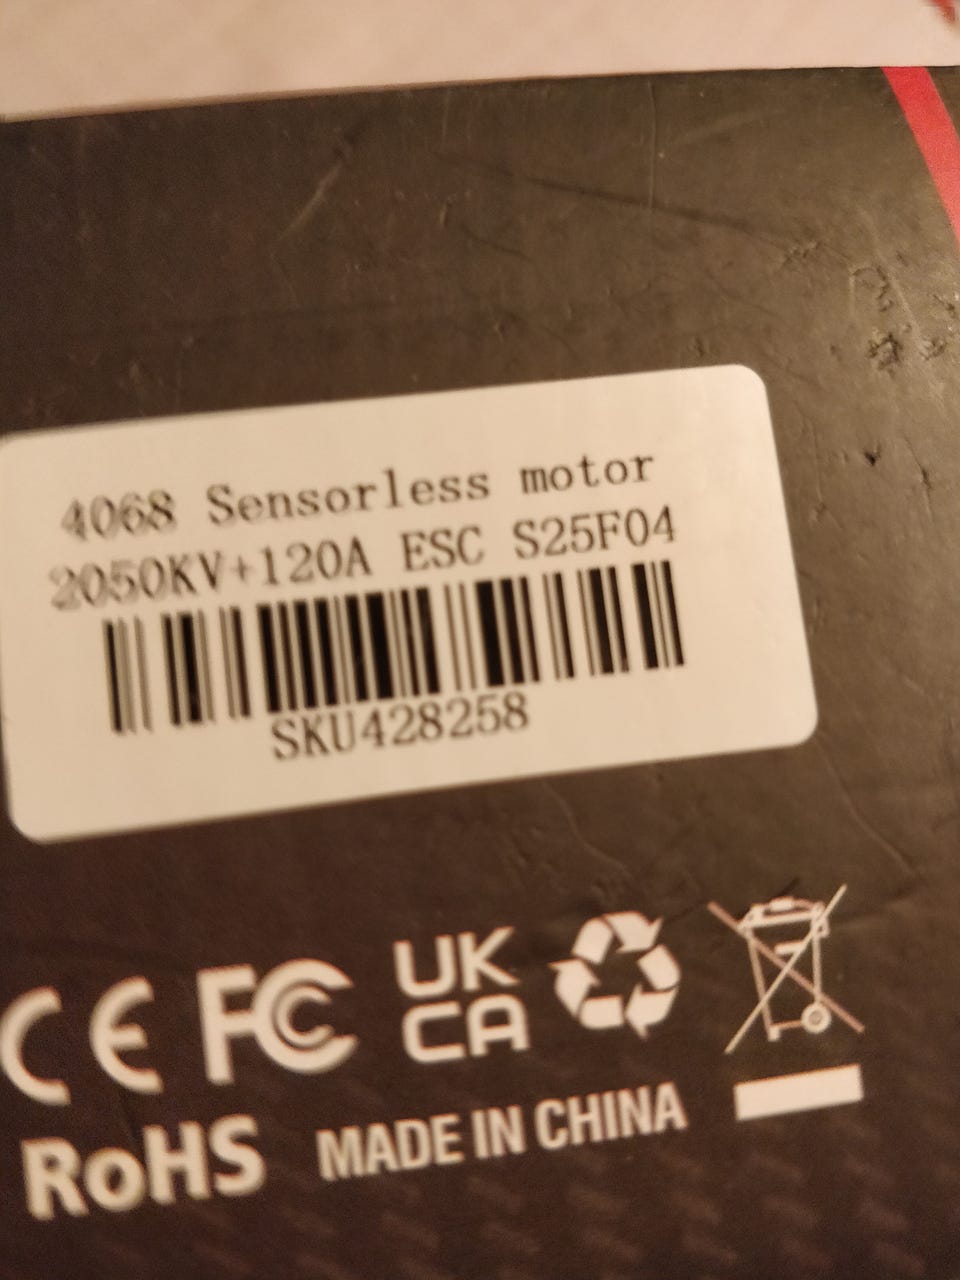 4068 Sensorless motor
2050KV+120A ESC S25F04
SKU428258
CE FC UK
CA
RoHS MADE IN CHINA